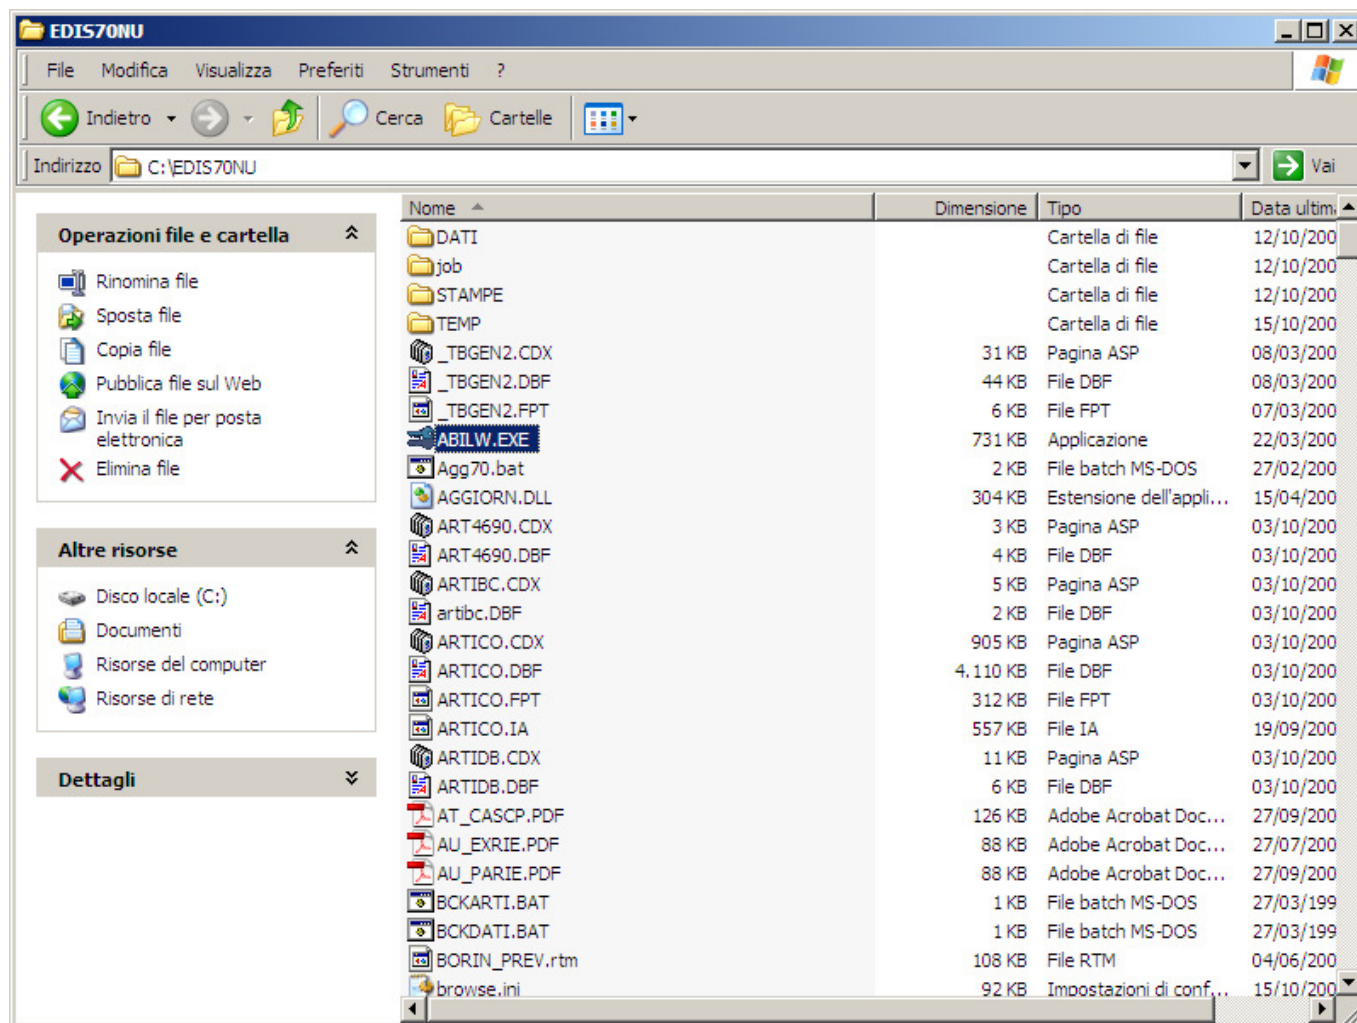 EDIS70NU
File Modifica Visualizza Preferiti Strumenti ?
Indietro Cerca Cartelle
Indirizzo C:\EDIS70NU Vai
Operazioni file e cartella
Rinomina file
Sposta file
Copia file
Pubblica file sul Web
Invia il file per posta
elettronica
Elimina file
Altre risorse
Disco locale (C:)
Documenti
Risorse del computer
Risorse di rete
Dettagli
Nome Dimensione Tipo Data ultim
DATI Cartella di file 12/10/200
job Cartella di file 12/10/200
STAMPE Cartella di file 12/10/200
TEMP Cartella di file 15/10/200
_TBGEN2.CDX 31 KB Pagina ASP 08/03/200
_TBGEN2.DBF 44 KB File DBF 08/03/200
_TBGEN2.FPT 6 KB File FPT 07/03/200
ABILW.EXE 731 KB Applicazione 22/03/200
Agg70.bat 2 KB File batch MS-DOS 27/02/200
AGGIORN.DLL 304 KB Estensione dell'appli... 15/04/200
ART4690.CDX 3 KB Pagina ASP 03/10/200
ART4690.DBF 4 KB File DBF 03/10/200
ARTIBC.CDX 5 KB Pagina ASP 03/10/200
artibc.DBF 2 KB File DBF 03/10/200
ARTICO.CDX 905 KB Pagina ASP 03/10/200
ARTICO.DBF 4.110 KB File DBF 03/10/200
ARTICO.FPT 312 KB File FPT 03/10/200
ARTICO.IA 557 KB File IA 19/09/200
ARTIDB.CDX 11 KB Pagina ASP 03/10/200
ARTIDB.DBF 6 KB File DBF 03/10/200
AT_CASCP.PDF 126 KB Adobe Acrobat Doc... 27/09/200
AU_EXRIE.PDF 88 KB Adobe Acrobat Doc... 27/07/200
AU_PARIE.PDF 88 KB Adobe Acrobat Doc... 27/09/200
BCKARTI.BAT 1 KB File batch MS-DOS 27/03/199
BCKDATI.BAT 1 KB File batch MS-DOS 27/03/199
BORIN_PREV.rtm 108 KB File RTM 04/06/200
browse.ini 92 KB Impostazioni di conf... 15/10/200